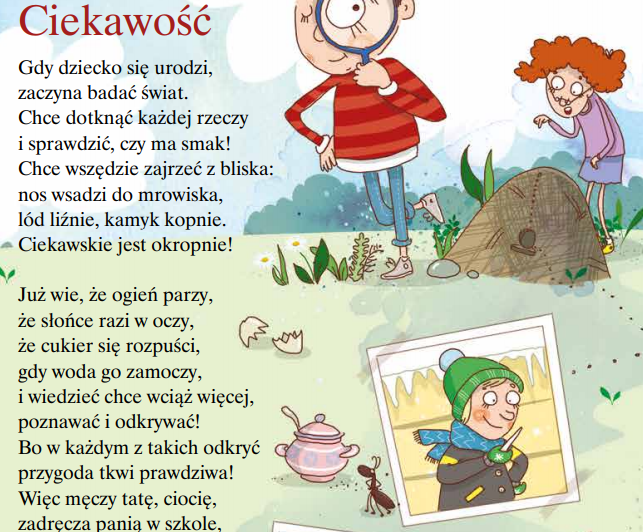 Ciekawość
Gdy dziecko się urodzi,
zaczyna badać świat.
Chce dotknąć każdej rzeczy
i sprawdzić, czy ma smak!
Chce wszędzie zajrzeć z bliska:
nos wsadzi do mrowiska,
lód liźnie, kamyk kopnie.
Ciekawskie jest okropnie!
Już wie, że ogień parzy,
że słońce razi w oczy,
że cukier się rozpuści,
gdy woda go zamoczy,
i wiedzieć chce wciąż więcej,
poznawać i odkrywać!
Bo w każdym z takich odkryć
przygoda tkwi prawdziwa!
Więc męczy tatę, ciocię,
zadręcza panią w szkole,